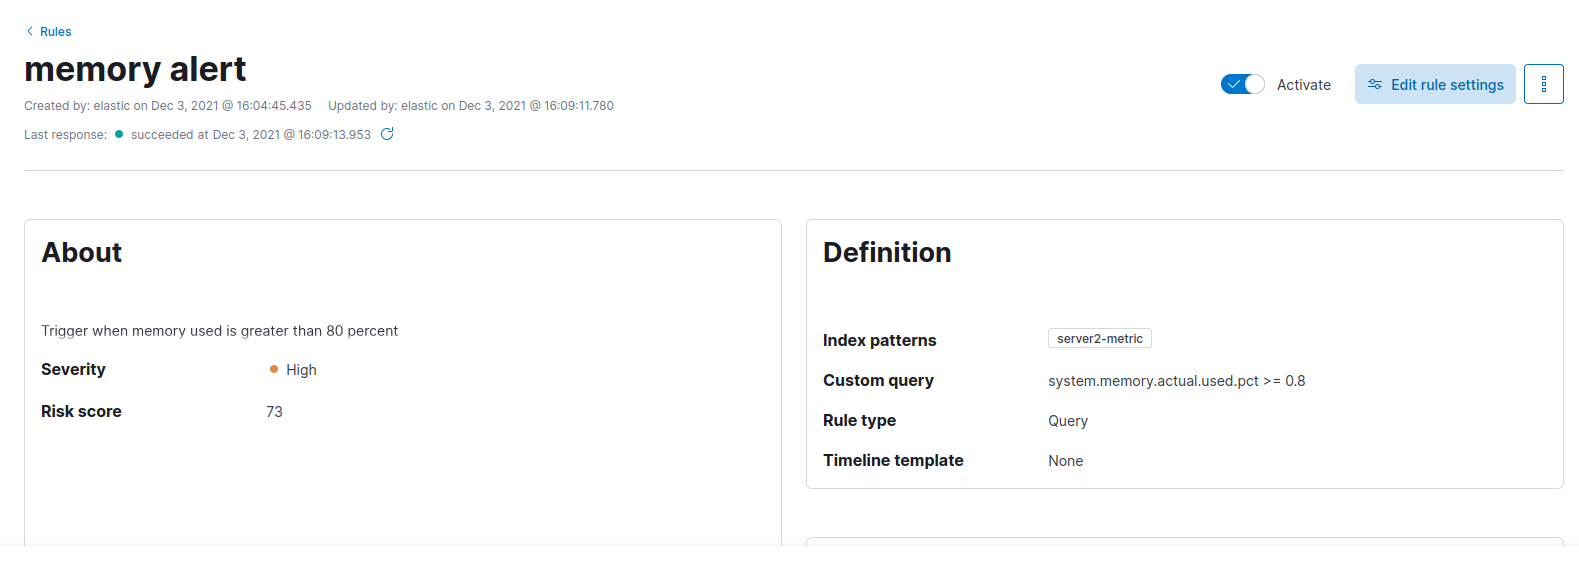 Rules
memory alert
Created by: elastic on Dec 3, 2021 @ 16:04:45.435 Updated by: elastic on Dec 3, 2021 @ 16:09:11.780
Last response: succeeded at Dec 3, 2021 @ 16:09:13.953
Activate
Edit rule settings
About
Trigger when memory used is greater than 80 percent
Severity High
Risk score 73
Definition
Index patterns server2-metric
Custom query system.memory.actual.used.pct >= 0.8
Rule type Query
Timeline template None